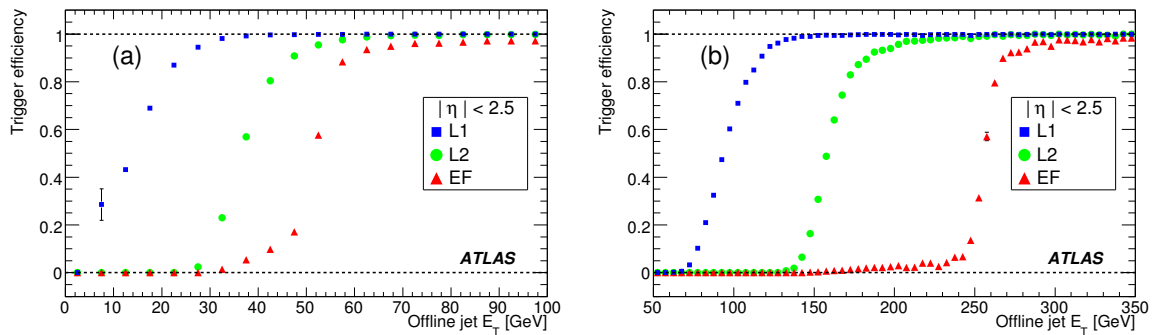 Trigger efficiency
(a)
1
0.8
0.6
0.4
0.2
0
| η | < 2.5
L1
L2
EF
ATLAS
0 10 20 30 40 50 60 70 80 90 100
Offline jet E_T [GeV]
Trigger efficiency
(b)
1
0.8
0.6
0.4
0.2
0
| η | < 2.5
L1
L2
EF
ATLAS
50 100 150 200 250 300 350
Offline jet E_T [GeV]